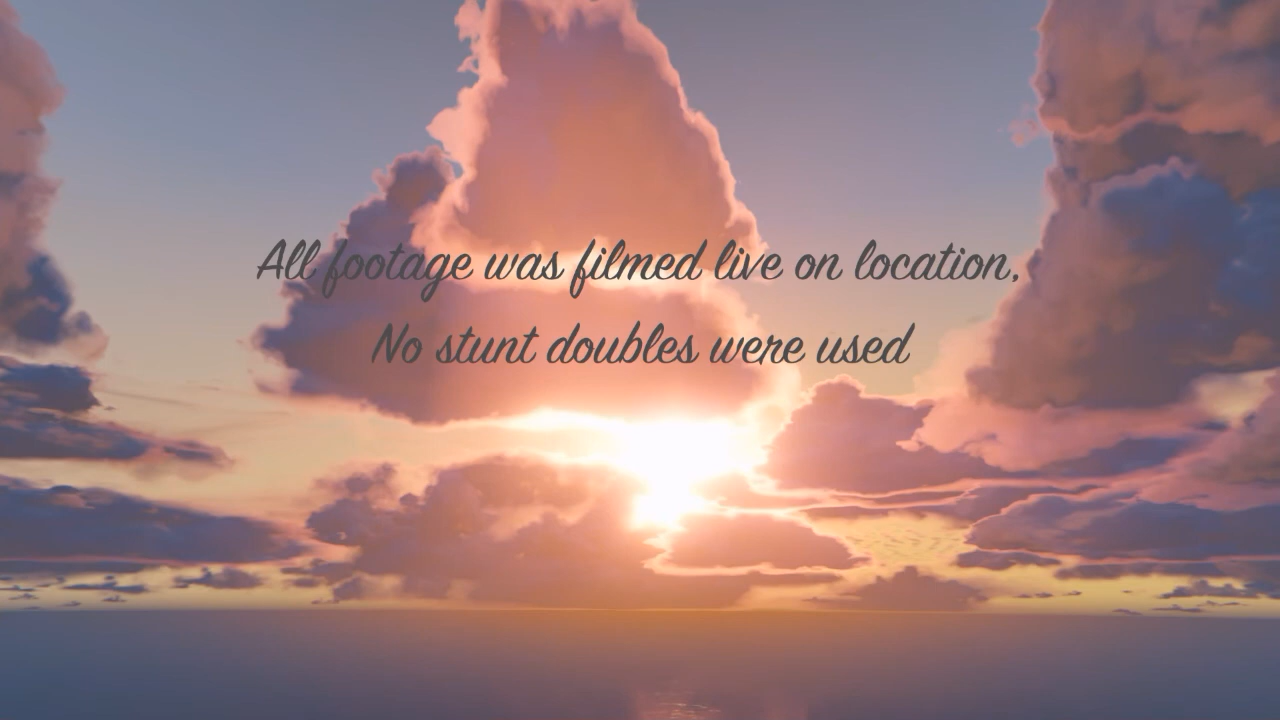 All footage was filmed live on location,
No stunt doubles were used